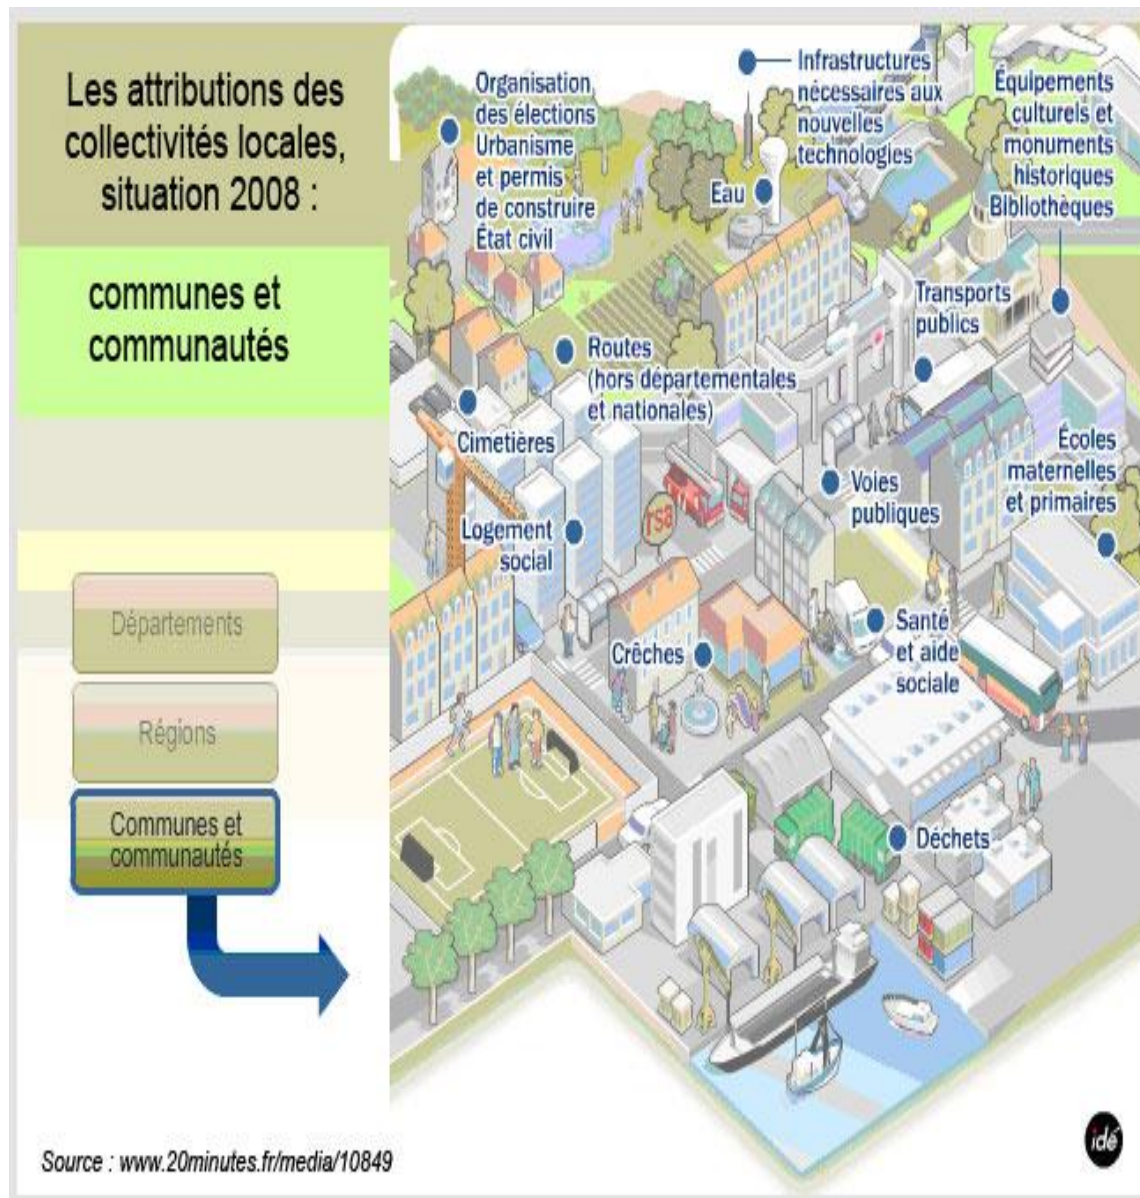 Les attributions des
collectivités locales,
situation 2008 :
communes et
communautés
Départements
Régions
Communes et
communautés
Source : www.20minutes.fr/media/10849
Organisation
des élections
Urbanisme
et permis
de construire
État civil
Infrastructures
nécessaires aux
nouvelles
technologies
Équipements
culturels et
monuments
historiques
Bibliothèques
Eau
Transports
publics
Routes
(hors départementales
et nationales)
Cimetières
Écoles
maternelles
et primaires
Voies
publiques
Logement
social
rsa
Santé
et aide
sociale
Crêches
Déchets
idé